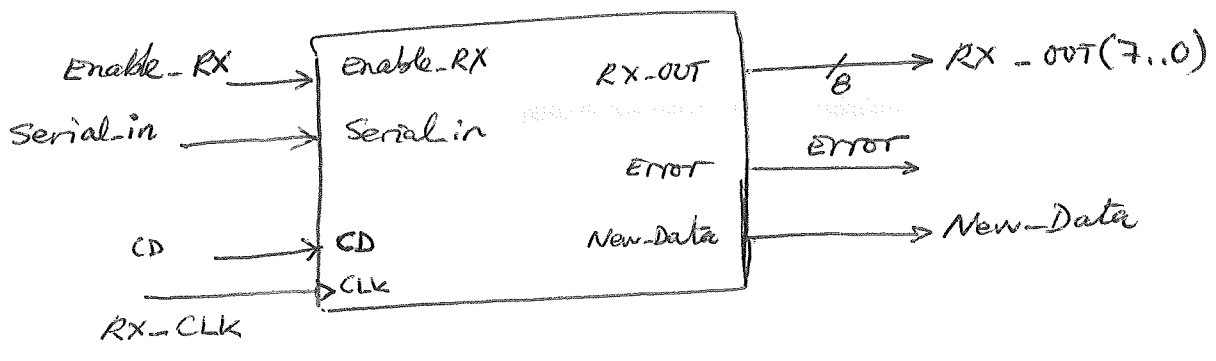 Enable_RX Enable_RX RX_OUT 8 RX_OUT(7..0)
Serial_in Serial_in
Error Error
CD CD New_Data New_Data
CLK
RX_CLK